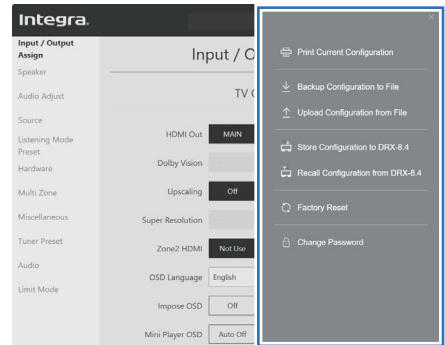 Integra.
Input / Output
Assign
Speaker
Audio Adjust
Source
Listening Mode
Preset
Hardware
Multi Zone
Miscellaneous
Tuner Preset
Audio
Limit Mode
Input / O
TV
HDMI Out MAIN
Dolby Vision
Upscaling Off
Super Resolution
Zone2 HDMI Not Use
OSD Language English
Impose OSD Off
Mini Player OSD Auto Off
Print Current Configuration
Backup Configuration to File
Upload Configuration from File
Store Configuration to DRX-8.4
Recall Configuration from DRX-8.4
Factory Reset
Change Password